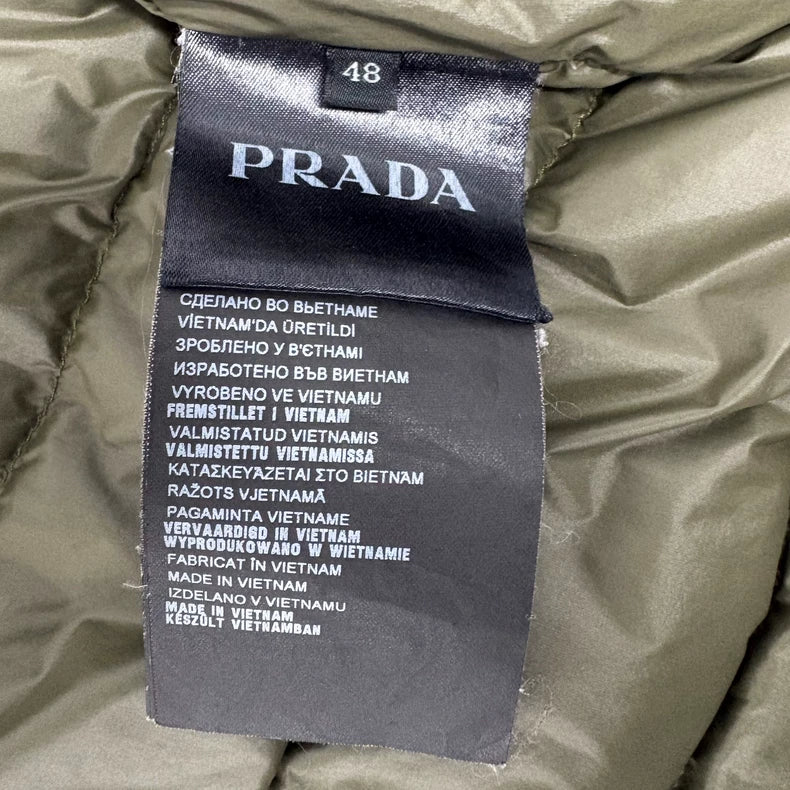 48
PRADA
СДЕЛАНО ВО ВЬЕТНАМЕ
VİETNAM'DA ÜRETİLDİ
ЗРОБЛЕНО У В'ЄТНАМІ
ИЗРАБОТЕНО ВЪВ ВИЕТНАМ
VYROBENO VE VIETNAMU
FREMSTILLET I VIETNAM
VALMISTATUD VIETNAMIS
VALMISTETTU VIETNAMISSA
ΚΑΤΑΣΚΕΥΆΖΕΤΑΙ ΣΤΟ ΒΙΕΤΝΆΜ
RAŽOTS VJETNAMĀ
PAGAMINTA VIETNAME
VERVAARDIGD IN VIETNAM
WYPRODUKOWANO W WIETNAMIE
FABRICAT ÎN VIETNAM
MADE IN VIETNAM
IZDELANO V VIETNAMU
MADE IN VIETNAM
KÉSZÜLT VIETNAMBAN